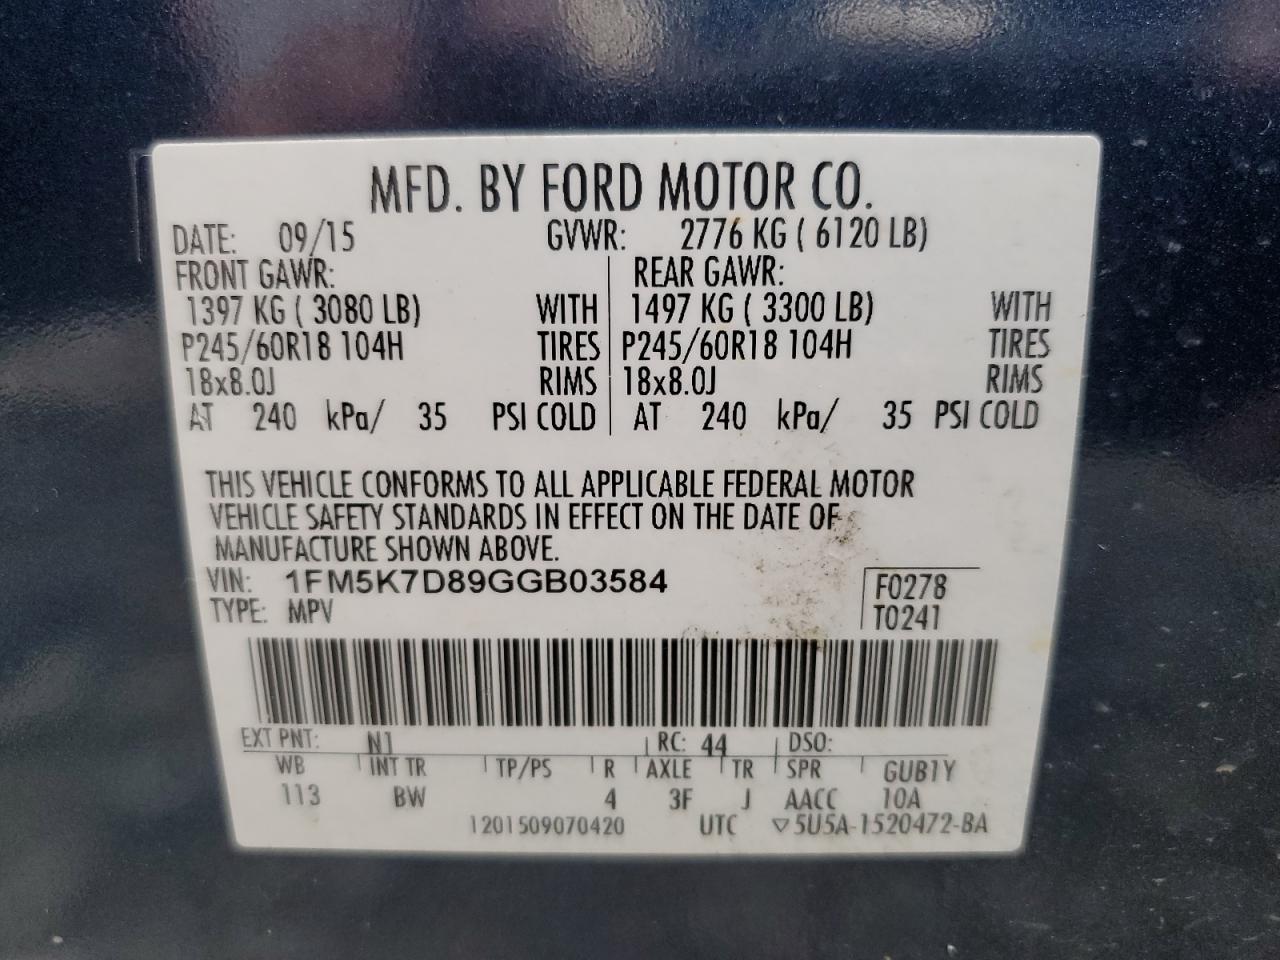 MFD. BY FORD MOTOR CO.
DATE: 09/15 GVWR: 2776 KG ( 6120 LB)
FRONT GAWR: REAR GAWR:
1397 KG ( 3080 LB) WITH 1497 KG ( 3300 LB) WITH
P245/60R18 104H TIRES P245/60R18 104H TIRES
18x8.0J RIMS 18x8.0J RIMS
AT 240 kPa/ 35 PSI COLD AT 240 kPa/ 35 PSI COLD
THIS VEHICLE CONFORMS TO ALL APPLICABLE FEDERAL MOTOR
VEHICLE SAFETY STANDARDS IN EFFECT ON THE DATE OF
MANUFACTURE SHOWN ABOVE.
VIN: 1FM5K7D89GGB03584 F0278
TYPE: MPV T0241
EXT PNT: N1 RC: 44 DSO:
WB INT TR TP/PS R AXLE TR SPR GUB1Y
113 BW 4 3F J AACC 10A
1201509070420 UTC ▽5U5A-1520472-BA